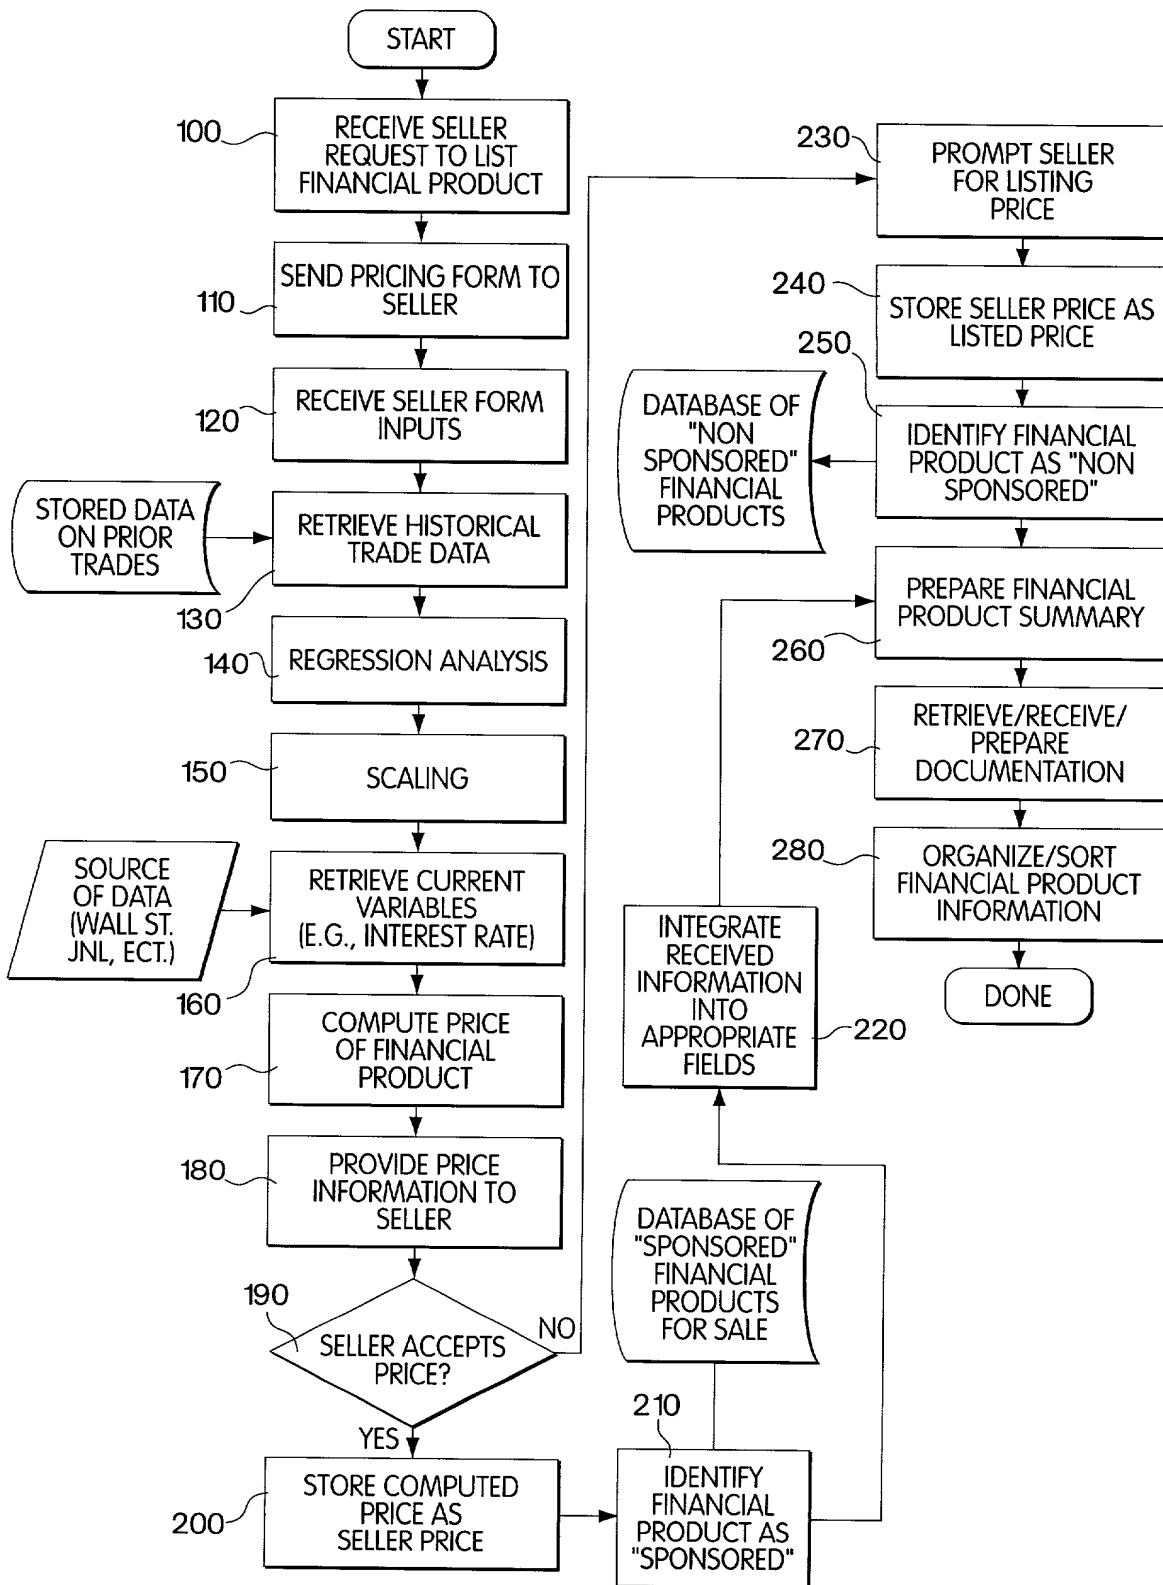 START
100
RECEIVE SELLER
REQUEST TO LIST
FINANCIAL PRODUCT
110
SEND PRICING FORM TO
SELLER
120
RECEIVE SELLER FORM
INPUTS
STORED DATA
ON PRIOR
TRADES
RETRIEVE HISTORICAL
TRADE DATA
130
140
REGRESSION ANALYSIS
150
SCALING
SOURCE
OF DATA
(WALL ST.
JNL, ECT.)
RETRIEVE CURRENT
VARIABLES
(E.G., INTEREST RATE)
160
COMPUTE PRICE
OF FINANCIAL
PRODUCT
170
180
PROVIDE PRICE
INFORMATION TO
SELLER
190
SELLER ACCEPTS
PRICE?
NO
YES
200
STORE COMPUTED
PRICE AS
SELLER PRICE
210
IDENTIFY
FINANCIAL
PRODUCT AS
"SPONSORED"
DATABASE OF
"SPONSORED"
FINANCIAL
PRODUCTS
FOR SALE
INTEGRATE
RECEIVED
INFORMATION
INTO
APPROPRIATE
FIELDS
220
230
PROMPT SELLER
FOR LISTING
PRICE
240
STORE SELLER PRICE AS
LISTED PRICE
250
IDENTIFY FINANCIAL
PRODUCT AS "NON
SPONSORED"
DATABASE OF
"NON
SPONSORED"
FINANCIAL
PRODUCTS
PREPARE FINANCIAL
PRODUCT SUMMARY
260
270
RETRIEVE/RECEIVE/
PREPARE
DOCUMENTATION
280
ORGANIZE/SORT
FINANCIAL PRODUCT
INFORMATION
DONE